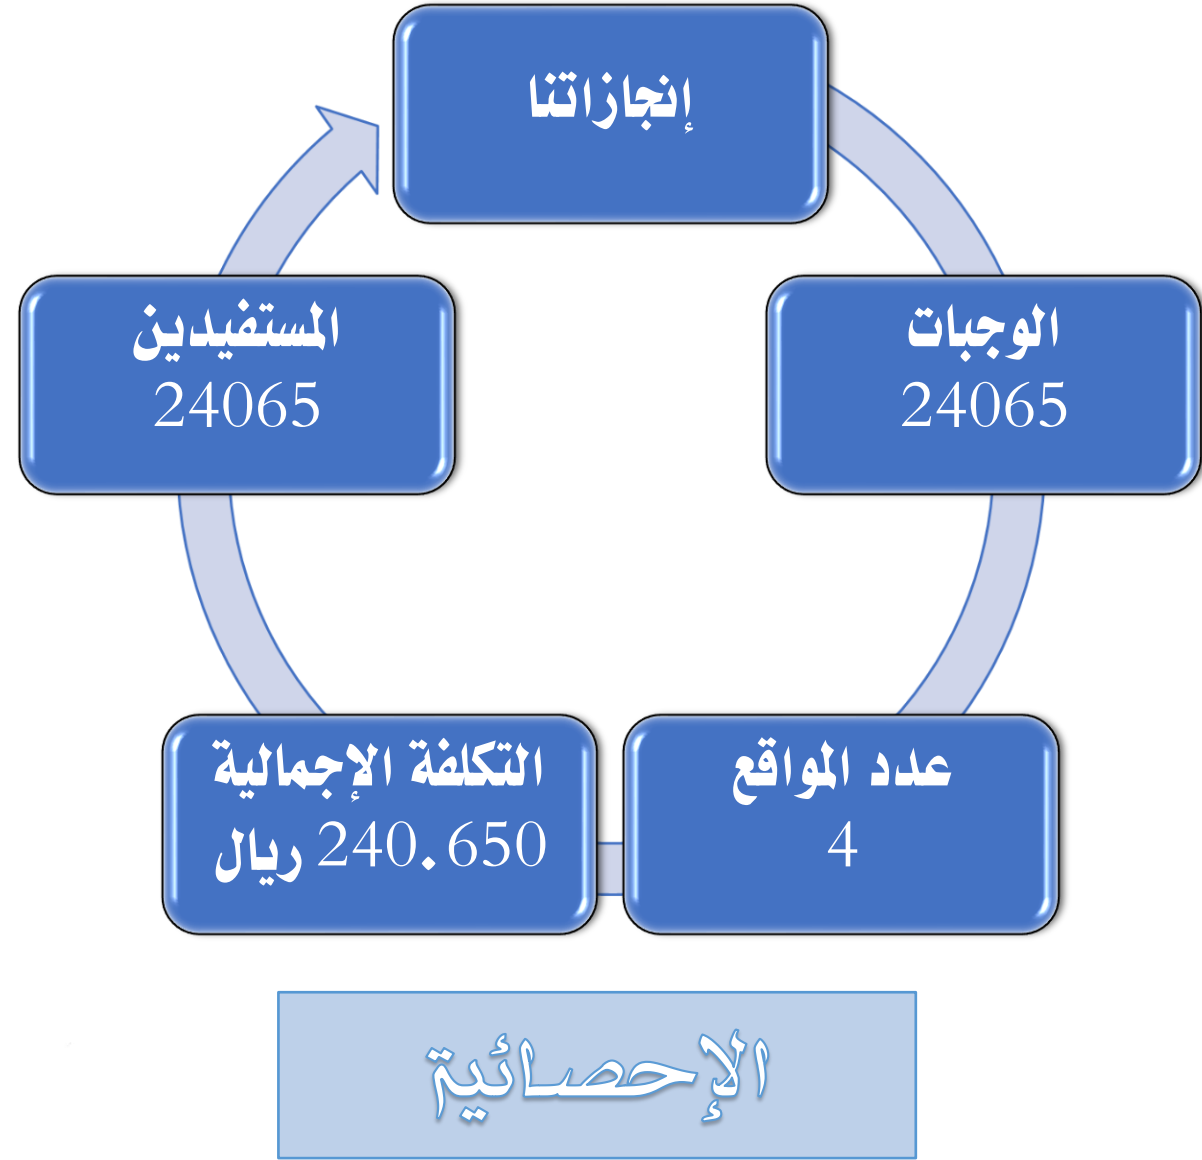 إنجازاتنا
الوجبات
24065
عدد المواقع
4
التكلفة الإجمالية
240.650 ريال
المستفيدين
24065
الإحصائية